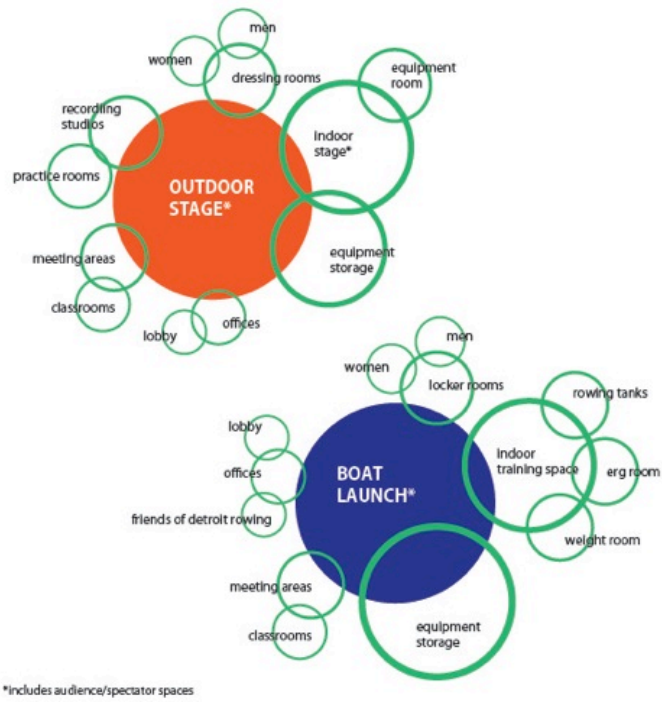 men
women
dressing rooms
equipment
room
recording
studios
indoor
stage*
practice rooms
OUTDOOR
STAGE*
meeting areas
equipment
storage
classrooms
offices
lobby
men
women
locker rooms
rowing tanks
lobby
indoor
training space
offices
erg room
BOAT
LAUNCH*
friends of detroit rowing
weight room
meeting areas
classrooms
equipment
storage
*includes audience/spectator spaces